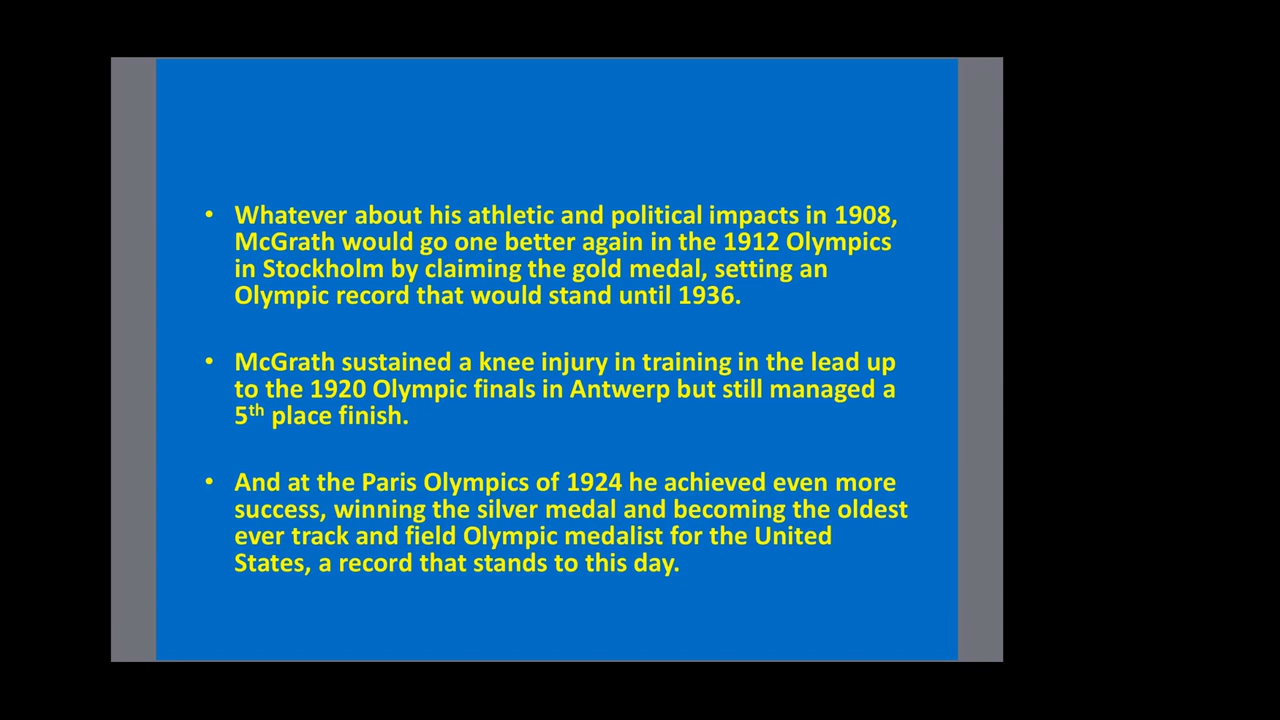 • Whatever about his athletic and political impacts in 1908,
McGrath would go one better again in the 1912 Olympics
in Stockholm by claiming the gold medal, setting an
Olympic record that would stand until 1936.
• McGrath sustained a knee injury in training in the lead up
to the 1920 Olympic finals in Antwerp but still managed a
5th place finish.
• And at the Paris Olympics of 1924 he achieved even more
success, winning the silver medal and becoming the oldest
ever track and field Olympic medalist for the United
States, a record that stands to this day.